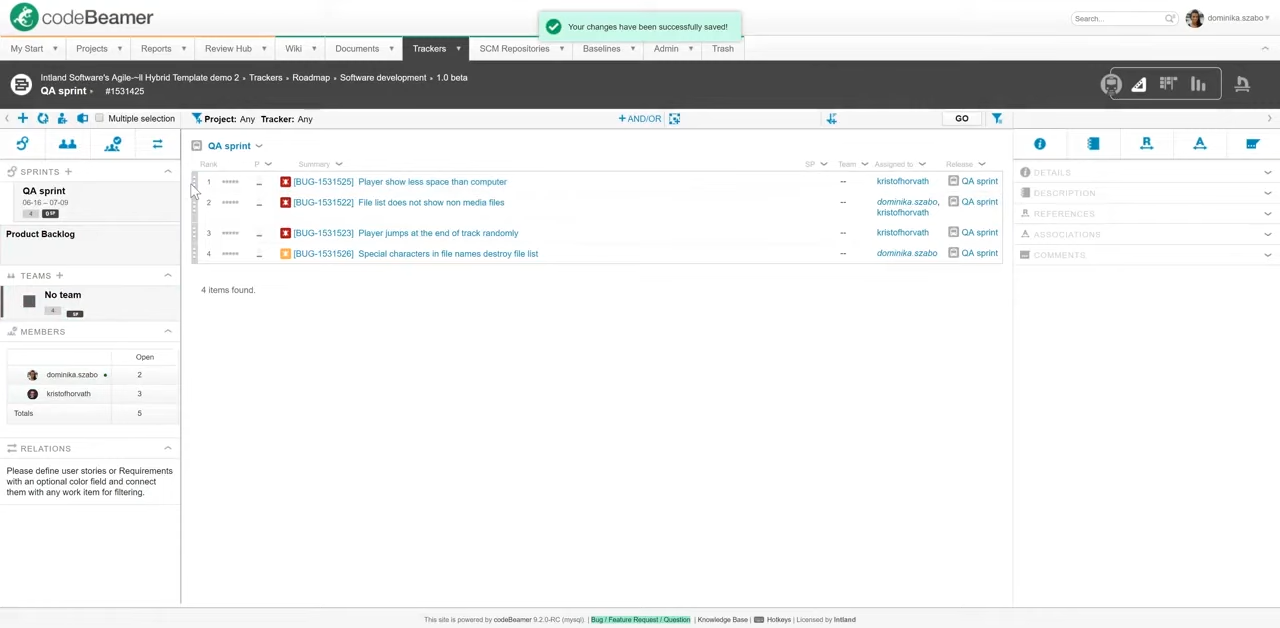 codeBeamer
Your changes have been successfully saved!
Search...
dominika.szabo
My Start Projects Reports Review Hub Wiki Documents Trackers SCM Repositories Baselines Admin Trash
Intland Software's Agile-–II Hybrid Template demo 2 Trackers Roadmap Software development 1.0 beta
QA sprint #1531425
Multiple selection Project: Any Tracker: Any +AND/OR GO
SPRINTS
QA sprint
06-16 – 07-09
4 0 SP
Product Backlog
TEAMS
No team
4 SP
MEMBERS
Open
dominika.szabo 2
kristofhorvath 3
Totals 5
RELATIONS
Please define user stories or Requirements
with an optional color field and connect
them with any work item for filtering.
QA sprint
Rank P Summary SP Team Assigned to Release
1 -- [BUG-1531525] Player show less space than computer -- kristofhorvath QA sprint
2 -- [BUG-1531522] File list does not show non media files -- dominika.szabo, QA sprint
kristofhorvath
3 -- [BUG-1531523] Player jumps at the end of track randomly -- kristofhorvath QA sprint
4 -- [BUG-1531526] Special characters in file names destroy file list -- dominika.szabo QA sprint
4 items found.
DETAILS
DESCRIPTION
REFERENCES
ASSOCIATIONS
COMMENTS
This site is powered by codeBeamer 9.2.0-RC (mysql). | Bug / Feature Request / Question | Knowledge Base | Hotkeys | Licensed by Intland